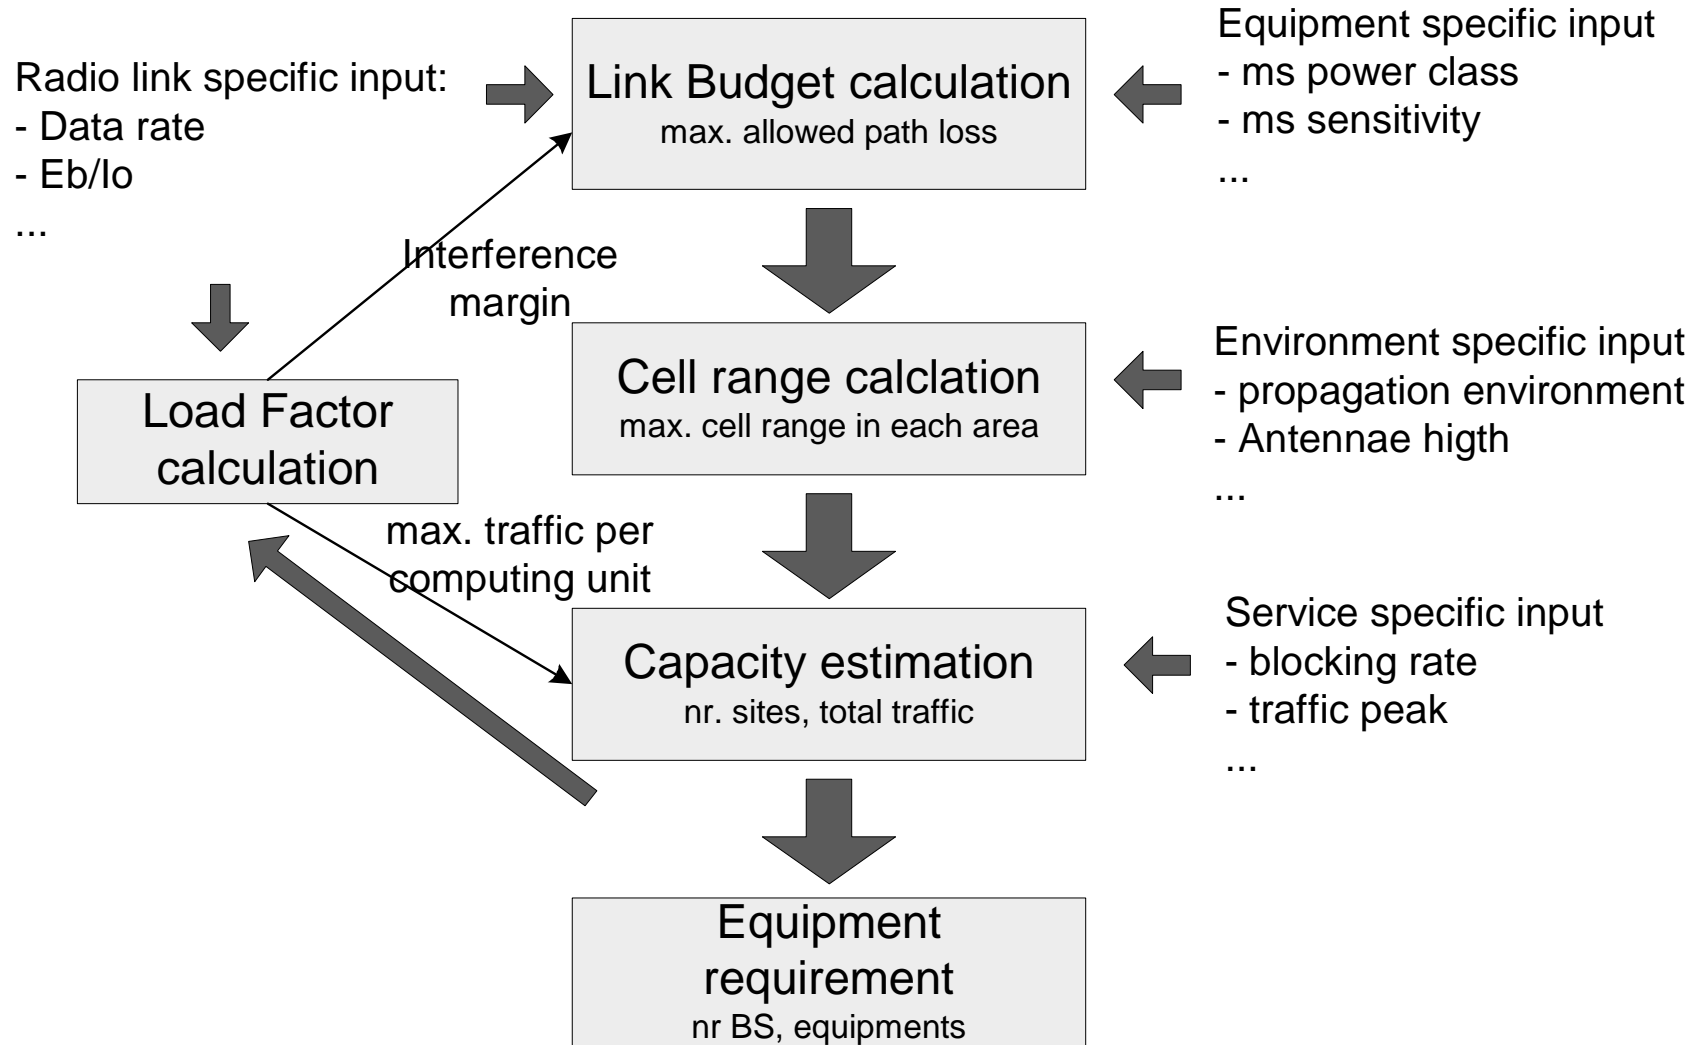 Radio link specific input:
- Data rate
- Eb/Io
...
Link Budget calculation
max. allowed path loss
Equipment specific input
- ms power class
- ms sensitivity
...
Interference
margin
Load Factor
calculation
Cell range calclation
max. cell range in each area
Environment specific input
- propagation environment
- Antennae higth
...
max. traffic per
computing unit
Capacity estimation
nr. sites, total traffic
Service specific input
- blocking rate
- traffic peak
...
Equipment
requirement
nr BS, equipments